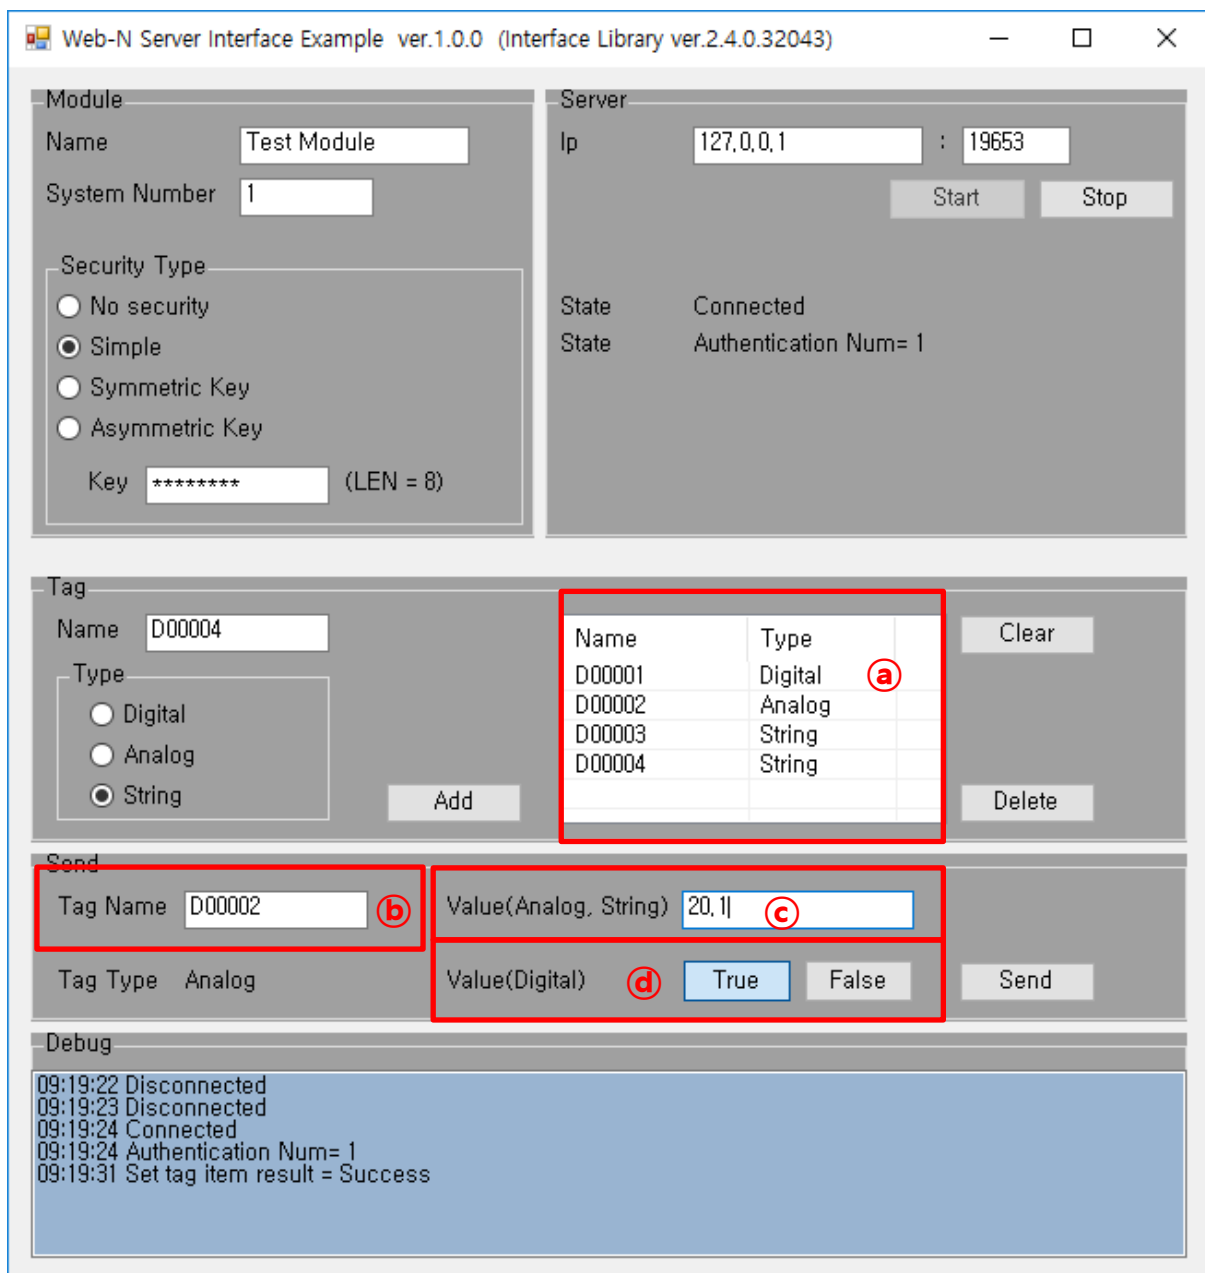 Web-N Server Interface Example ver.1.0.0 (Interface Library ver.2.4.0.32043)
Module
Name Test Module
System Number 1
Security Type
No security
Simple
Symmetric Key
Asymmetric Key
Key ******** (LEN = 8)
Server
Ip 127,0,0,1 : 19653
Start Stop
State Connected
State Authentication Num= 1
Tag
Name D00004
Type
Digital
Analog
String
Add
Name Type
D00001 Digital ⓐ
D00002 Analog
D00003 String
D00004 String
Clear
Delete
Send
Tag Name D00002 ⓑ
Value(Analog, String) 20,1 ⓒ
Tag Type Analog
Value(Digital) ⓓ True False
Send
Debug
09:19:22 Disconnected
09:19:23 Disconnected
09:19:24 Connected
09:19:24 Authentication Num= 1
09:19:31 Set tag item result = Success